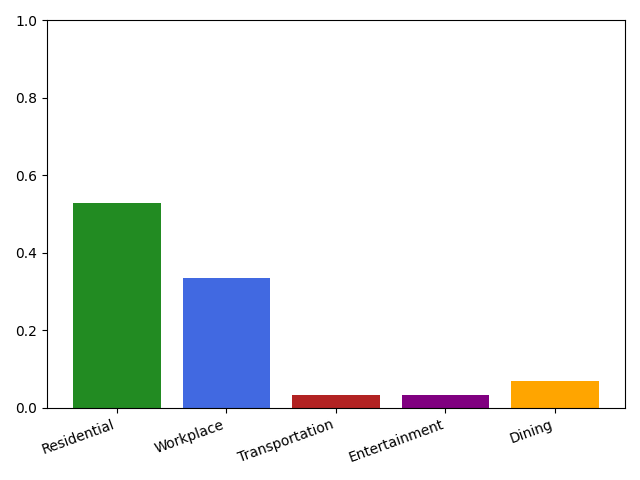 1.0
0.8
0.6
0.4
0.2
0.0
Residential
Workplace
Transportation
Entertainment
Dining